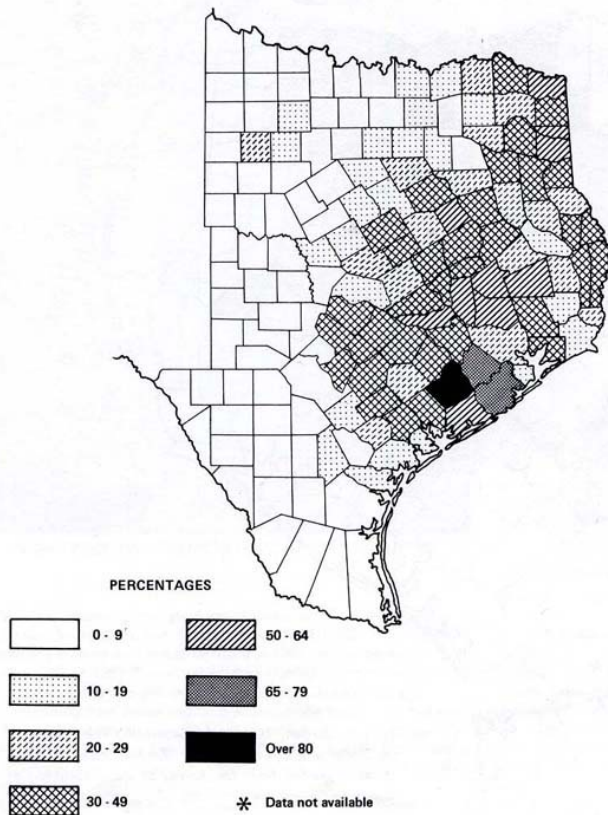 PERCENTAGES
0 - 9
50 - 64
10 - 19
65 - 79
20 - 29
Over 80
30 - 49
* Data not available